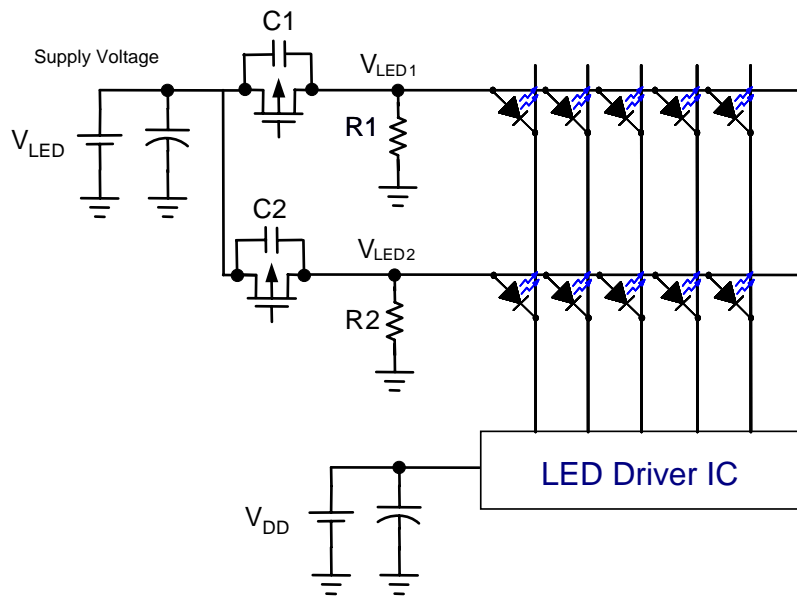 C1
Supply Voltage
VLED1
VLED
R1
C2
VLED2
R2
LED Driver IC
VDD